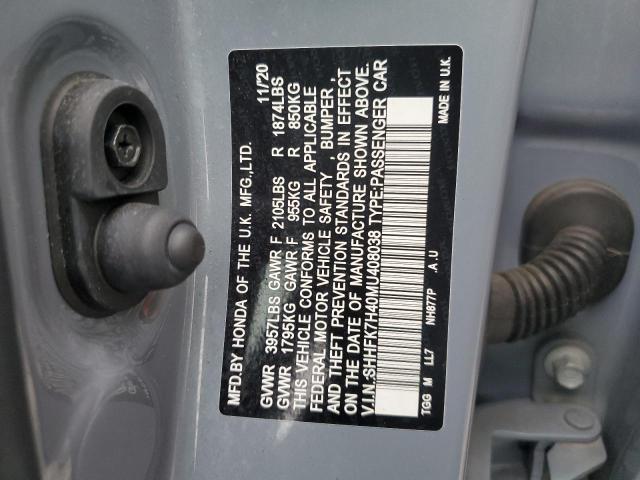 MFD.BY HONDA OF THE U.K. MFG.,LTD. 11/20
GVWR 3957LBS GAWR F 2105LBS R 1874LBS
GVWR 1795KG GAWR F 955KG R 850KG
THIS VEHICLE CONFORMS TO ALL APPLICABLE
FEDERAL MOTOR VEHICLE SAFETY , BUMPER ,
AND THEFT PREVENTION STANDARDS IN EFFECT
ON THE DATE OF MANUFACTURE SHOWN ABOVE.
V.I.N.:SHHFK7H40MU408038 TYPE:PASSENGER CAR
TGG M LL7 NH877P .A.U MADE IN U.K.